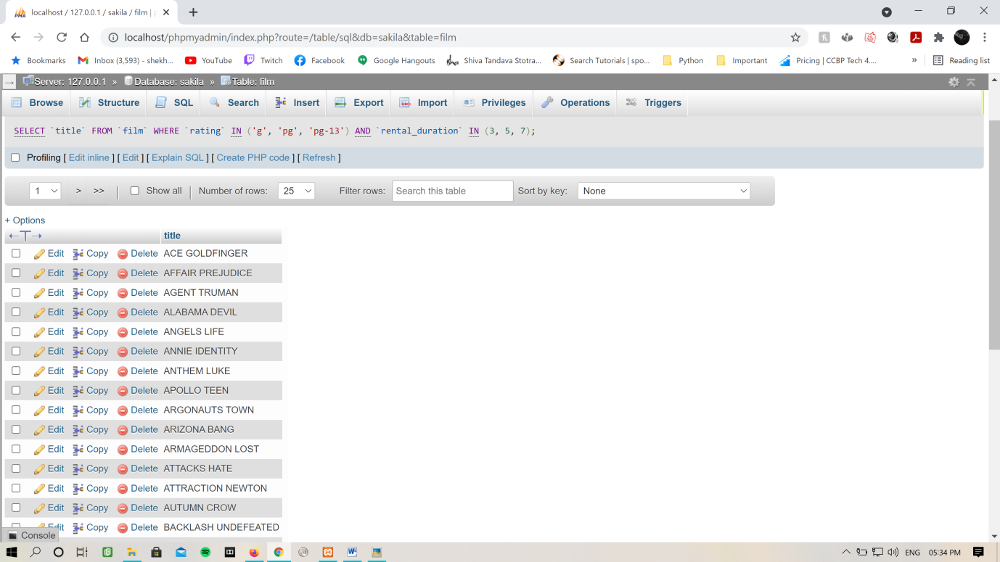 localhost / 127.0.0.1 / sakila / film |
localhost/phpmyadmin/index.php?route=/table/sql&db=sakila&table=film
Bookmarks Inbox (3,593) - shekh... YouTube Twitch Facebook Google Hangouts Shiva Tandava Stotra... Search Tutorials | spo... Python Important Pricing | CCBP Tech 4.... » Reading list
Server: 127.0.0.1 » Database: sakila » Table: film
Browse Structure SQL Search Insert Export Import Privileges Operations Triggers
SELECT `title` FROM `film` WHERE `rating` IN ('g', 'pg', 'pg-13') AND `rental_duration` IN (3, 5, 7);
Profiling [ Edit inline ] [ Edit ] [ Explain SQL ] [ Create PHP code ] [ Refresh ]
1 > >> | Show all | Number of rows: 25 Filter rows: Search this table Sort by key: None
+ Options
←T→ title
Edit Copy Delete ACE GOLDFINGER
Edit Copy Delete AFFAIR PREJUDICE
Edit Copy Delete AGENT TRUMAN
Edit Copy Delete ALABAMA DEVIL
Edit Copy Delete ANGELS LIFE
Edit Copy Delete ANNIE IDENTITY
Edit Copy Delete ANTHEM LUKE
Edit Copy Delete APOLLO TEEN
Edit Copy Delete ARGONAUTS TOWN
Edit Copy Delete ARIZONA BANG
Edit Copy Delete ARMAGEDDON LOST
Edit Copy Delete ATTACKS HATE
Edit Copy Delete ATTRACTION NEWTON
Edit Copy Delete AUTUMN CROW
Edit Copy Delete BACKLASH UNDEFEATED
Console
ENG 05:34 PM